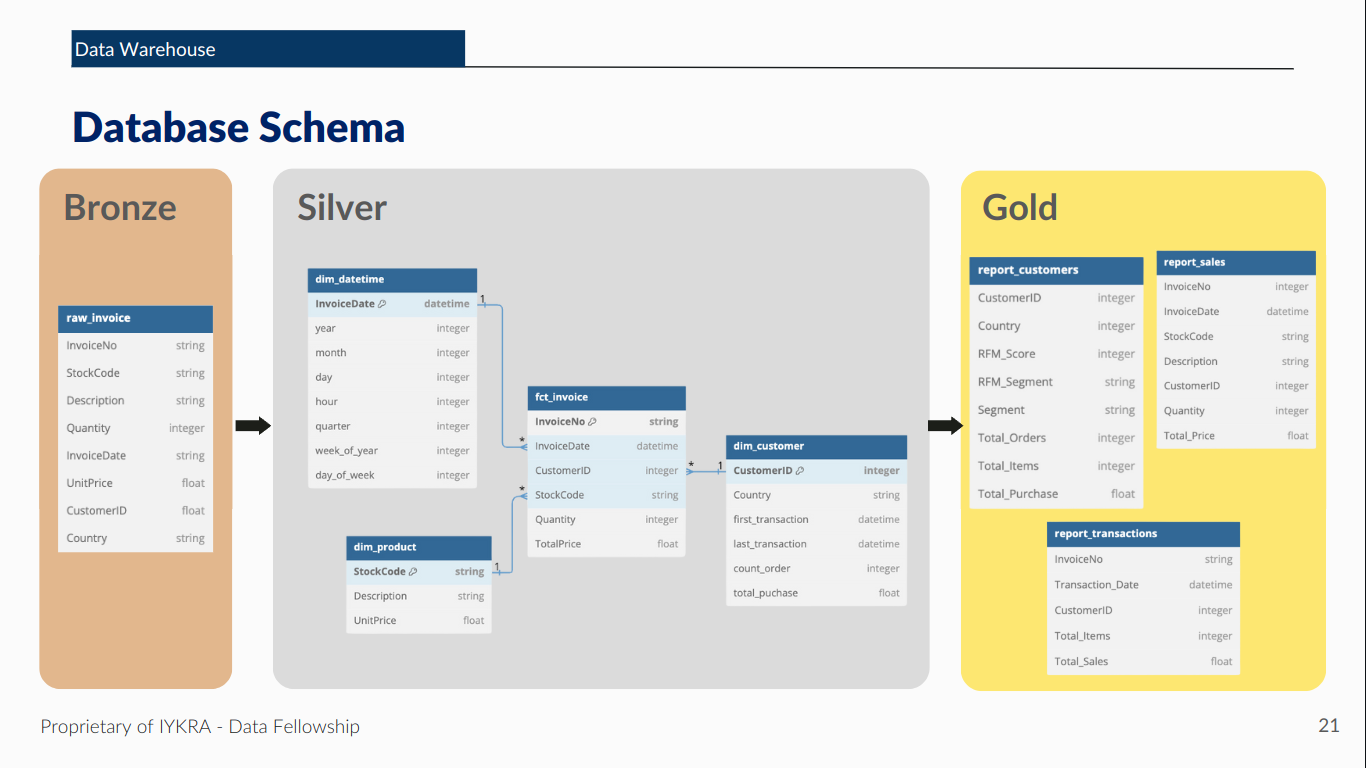 Data Warehouse
Database Schema
Bronze
raw_invoice
InvoiceNo string
StockCode string
Description string
Quantity integer
InvoiceDate string
UnitPrice float
CustomerID float
Country string
Silver
dim_datetime
InvoiceDate datetime
year integer
month integer
day integer
hour integer
quarter integer
week_of_year integer
day_of_week integer
1
*
fct_invoice
InvoiceNo string
InvoiceDate datetime
CustomerID integer
StockCode string
Quantity integer
TotalPrice float
* 1
dim_customer
CustomerID integer
Country string
first_transaction datetime
last_transaction datetime
count_order integer
total_puchase float
*
1
dim_product
StockCode string
Description string
UnitPrice float
Gold
report_customers
CustomerID integer
Country integer
RFM_Score integer
RFM_Segment string
Segment string
Total_Orders integer
Total_Items integer
Total_Purchase float
report_sales
InvoiceNo integer
InvoiceDate datetime
StockCode string
Description string
CustomerID integer
Quantity integer
Total_Price float
report_transactions
InvoiceNo string
Transaction_Date datetime
CustomerID integer
Total_Items integer
Total_Sales float
Proprietary of IYKRA - Data Fellowship
21